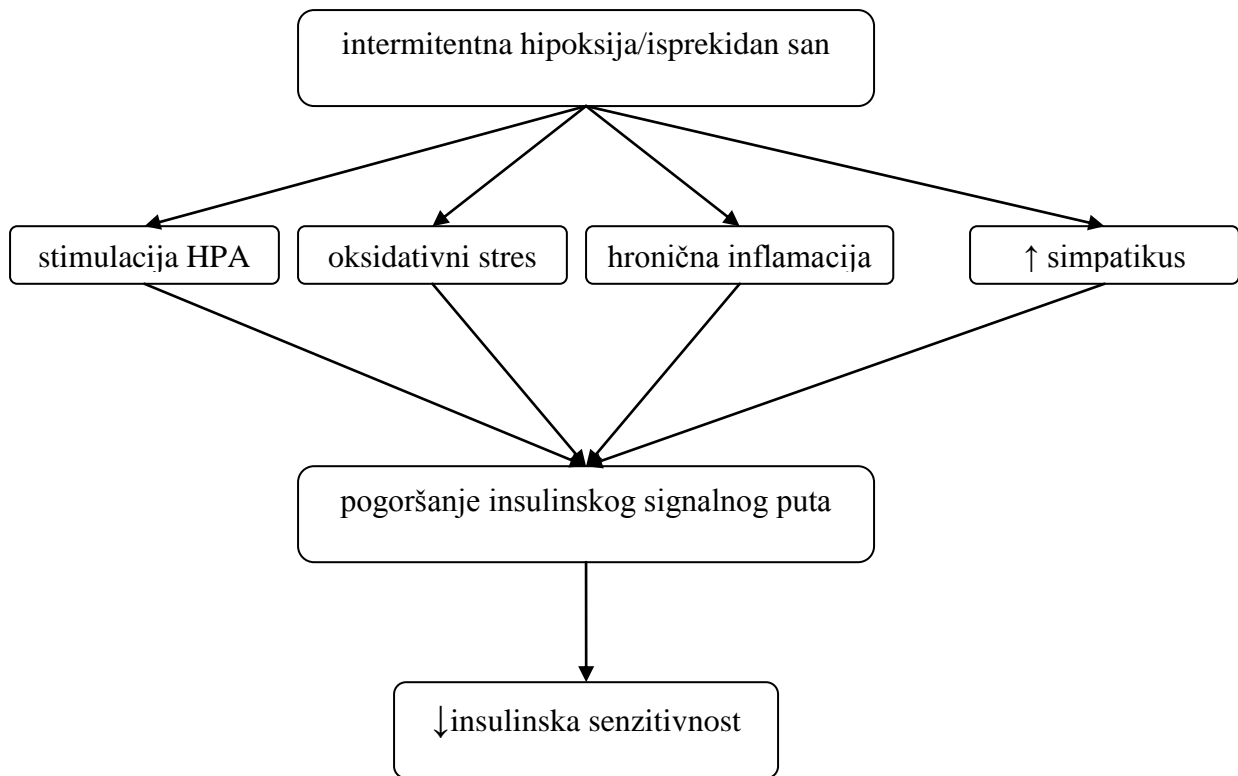 intermitentna hipoksija/isprekidan san
stimulacija HPA
oksidativni stres
hronična inflamacija
↑ simpatikus
pogoršanje insulinskog signalnog puta
↓insulinska senzitivnost